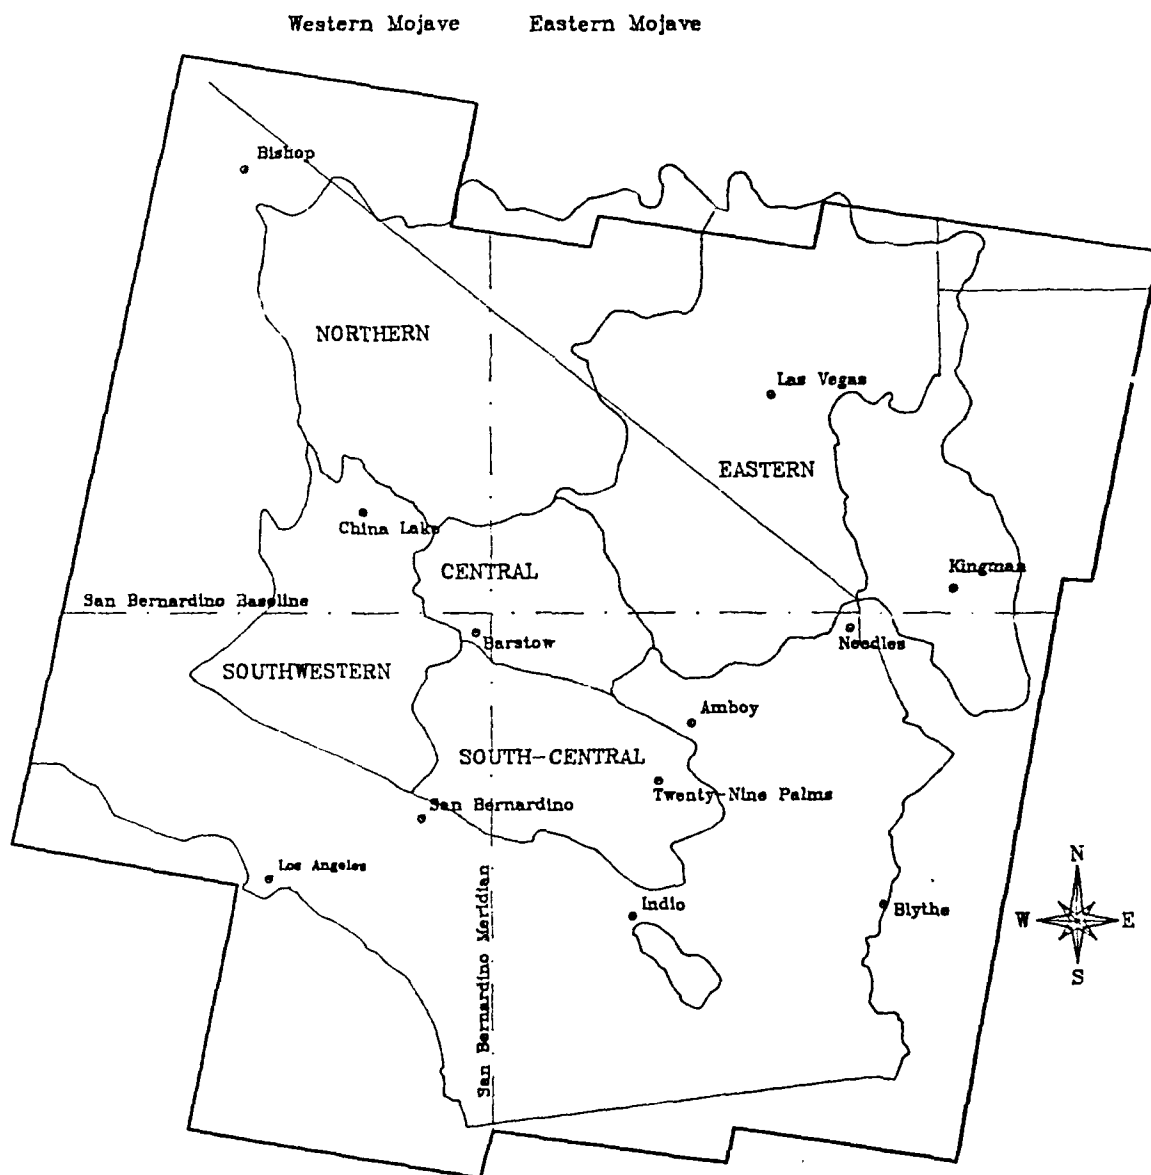 Western Mojave Eastern Mojave
Bishop
NORTHERN
Las Vegas
EASTERN
China Lake
CENTRAL
Kingman
San Bernardino Baseline
Barstow
Needles
SOUTHWESTERN
Amboy
SOUTH-CENTRAL
Twenty-Nine Palms
San Bernardino
Los Angeles
San Bernardino Meridian
Indio
Blythe
N
W E
S